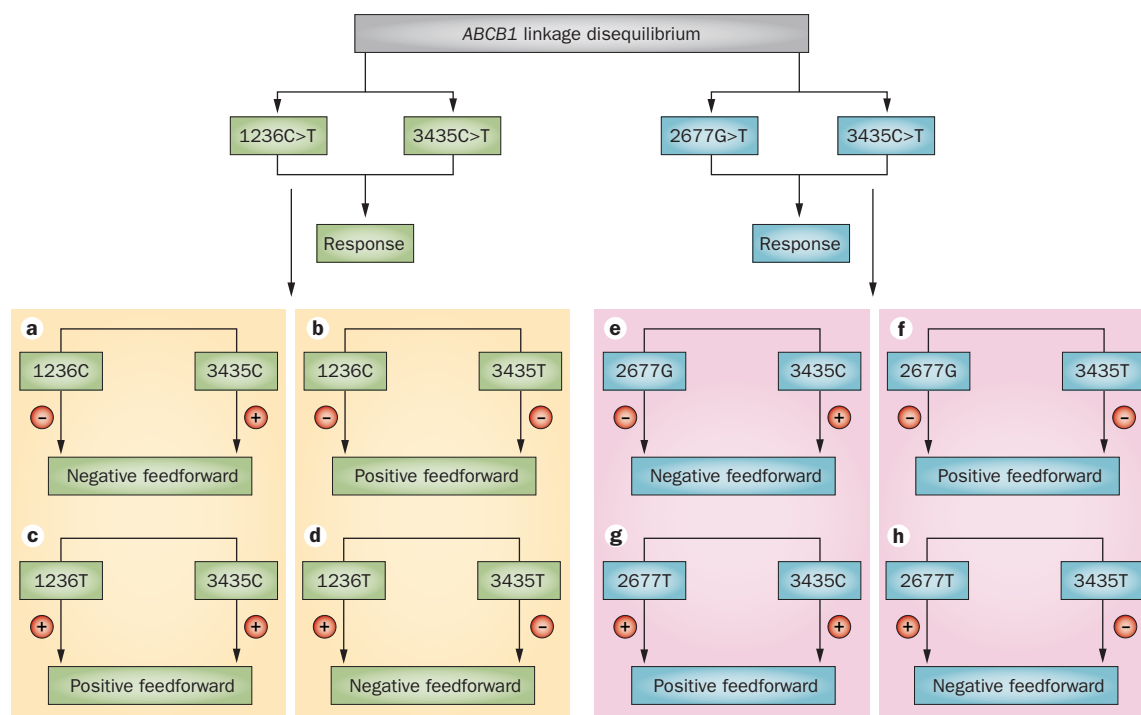 ABCB1 linkage disequilibrium
1236C>T
3435C>T
2677G>T
3435C>T
Response
Response
a
1236C
3435C
–
+
Negative feedforward
b
1236C
3435T
–
–
Positive feedforward
c
1236T
3435C
+
+
Positive feedforward
d
1236T
3435T
+
–
Negative feedforward
e
2677G
3435C
–
+
Negative feedforward
f
2677G
3435T
–
–
Positive feedforward
g
2677T
3435C
+
+
Positive feedforward
h
2677T
3435T
+
–
Negative feedforward